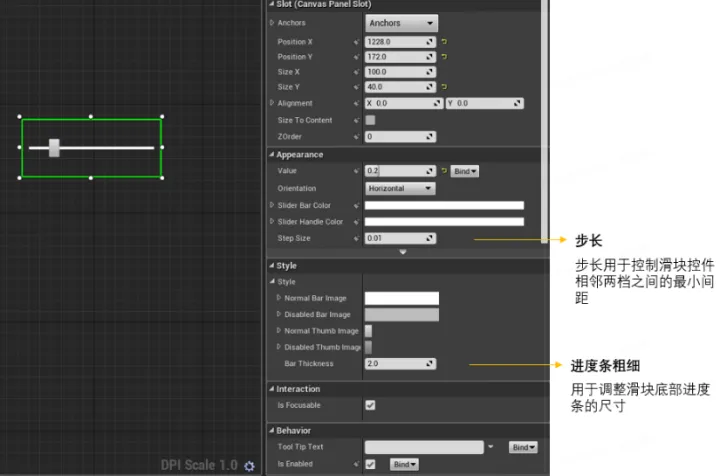 Slot (Canvas Panel Slot)
Anchors Anchors
Position X 1228.0
Position Y 172.0
Size X 100.0
Size Y 40.0
Alignment X 0.0 Y 0.0
Size To Content
ZOrder 0
Appearance
Value 0.2 Bind
Orientation Horizontal
Slider Bar Color
Slider Handle Color
Step Size 0.01
步长
步长用于控制滑块控件
相邻两档之间的最小间
距
Style
Style
Normal Bar Image
Disabled Bar Image
Normal Thumb Image
Disabled Thumb Image
Bar Thickness 2.0
进度条粗细
用于调整滑块底部进度
条的尺寸
Interaction
Is Focusable
Behavior
Tool Tip Text Bind
Is Enabled Bind
DPI Scale 1.0